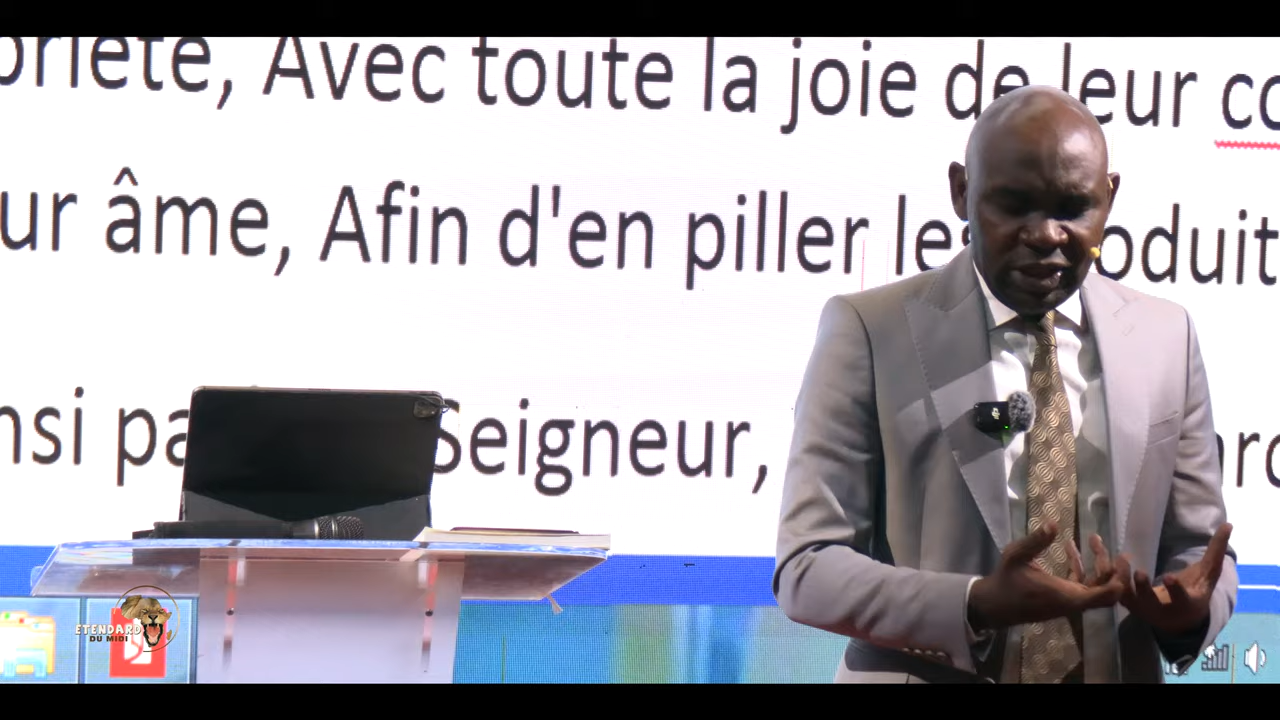 priété, Avec toute la joie de leur co
ur âme, Afin d'en piller les produit
nsi pa Seigneur,
ETENDARD
DU MIDI